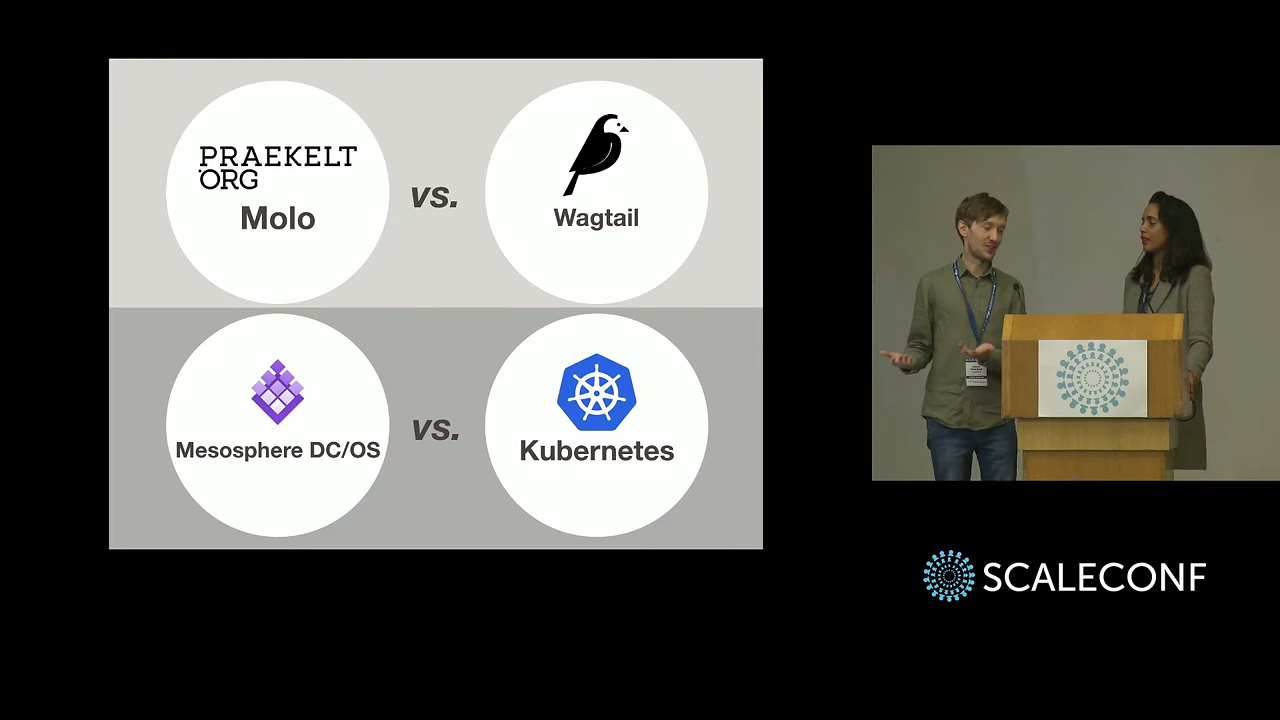 PRAEKELT
.ORG
Molo
vs.
Wagtail
Mesosphere DC/OS
vs.
Kubernetes
SCALECONF